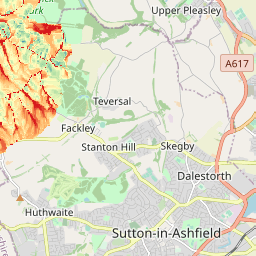 Upper Pleasley
A617
Teversal
Fackley
Stanton Hill
Skegby
Dalestorth
Huthwaite
Sutton-in-Ashfield